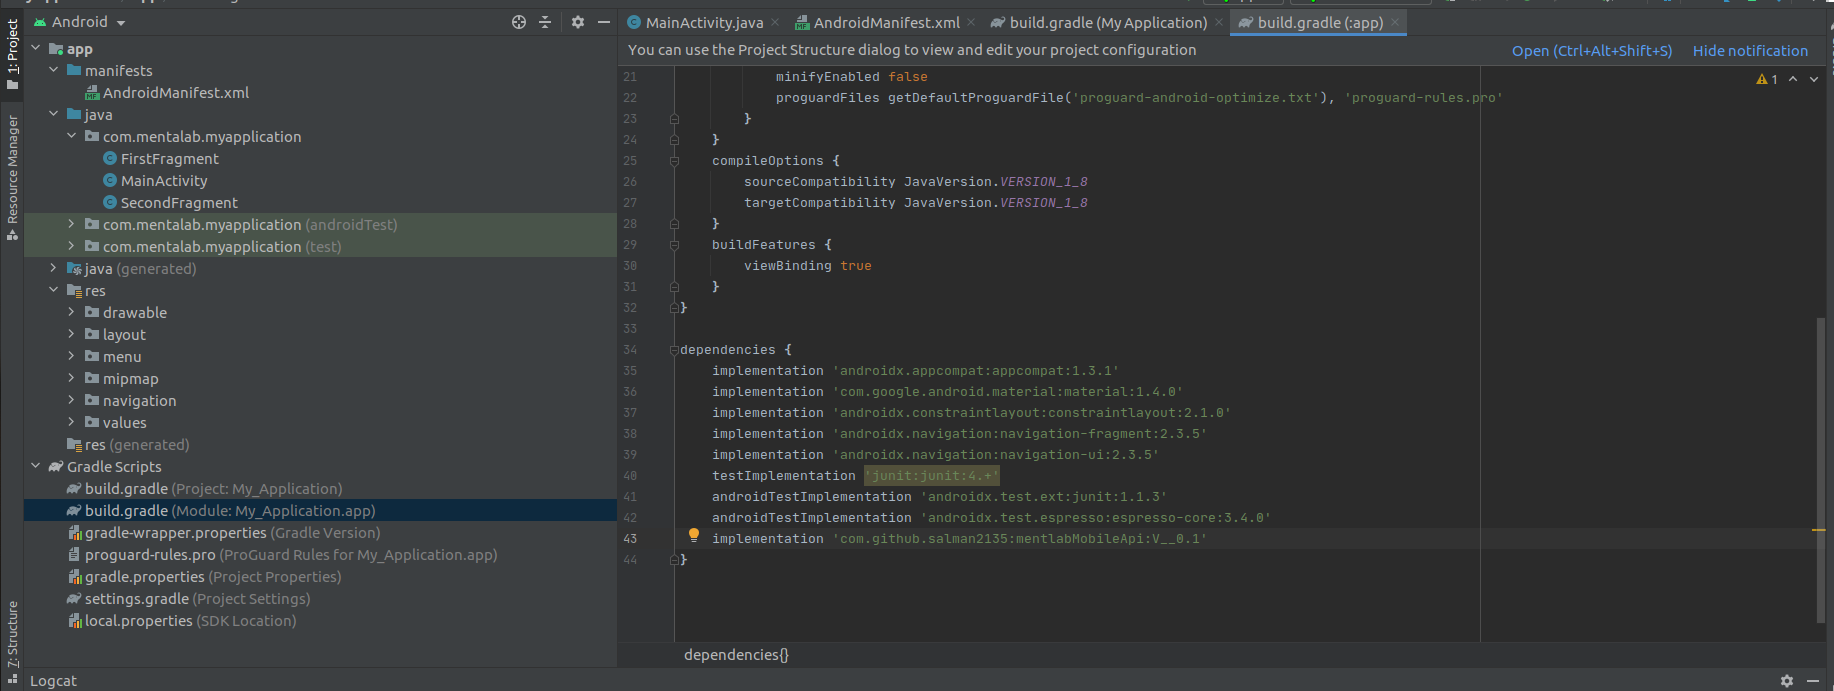 Android
MainActivity.java
AndroidManifest.xml
build.gradle (My Application)
build.gradle (:app)
1: Project
Resource Manager
7: Structure
app
manifests
AndroidManifest.xml
java
com.mentalab.myapplication
FirstFragment
MainActivity
SecondFragment
com.mentalab.myapplication (androidTest)
com.mentalab.myapplication (test)
java (generated)
res
drawable
layout
menu
mipmap
navigation
values
res (generated)
Gradle Scripts
build.gradle (Project: My_Application)
build.gradle (Module: My_Application.app)
gradle-wrapper.properties (Gradle Version)
proguard-rules.pro (ProGuard Rules for My_Application.app)
gradle.properties (Project Properties)
settings.gradle (Project Settings)
local.properties (SDK Location)
You can use the Project Structure dialog to view and edit your project configuration
Open (Ctrl+Alt+Shift+S) Hide notification
1
21 minifyEnabled false
22 proguardFiles getDefaultProguardFile('proguard-android-optimize.txt'), 'proguard-rules.pro'
23 }
24 }
25 compileOptions {
26 sourceCompatibility JavaVersion.VERSION_1_8
27 targetCompatibility JavaVersion.VERSION_1_8
28 }
29 buildFeatures {
30 viewBinding true
31 }
32 }
33
34 dependencies {
35 implementation 'androidx.appcompat:appcompat:1.3.1'
36 implementation 'com.google.android.material:material:1.4.0'
37 implementation 'androidx.constraintlayout:constraintlayout:2.1.0'
38 implementation 'androidx.navigation:navigation-fragment:2.3.5'
39 implementation 'androidx.navigation:navigation-ui:2.3.5'
40 testImplementation 'junit:junit:4.+'
41 androidTestImplementation 'androidx.test.ext:junit:1.1.3'
42 androidTestImplementation 'androidx.test.espresso:espresso-core:3.4.0'
43 implementation 'com.github.salman2135:mentlabMobileApi:V__0.1'
44 }
dependencies{}
Logcat